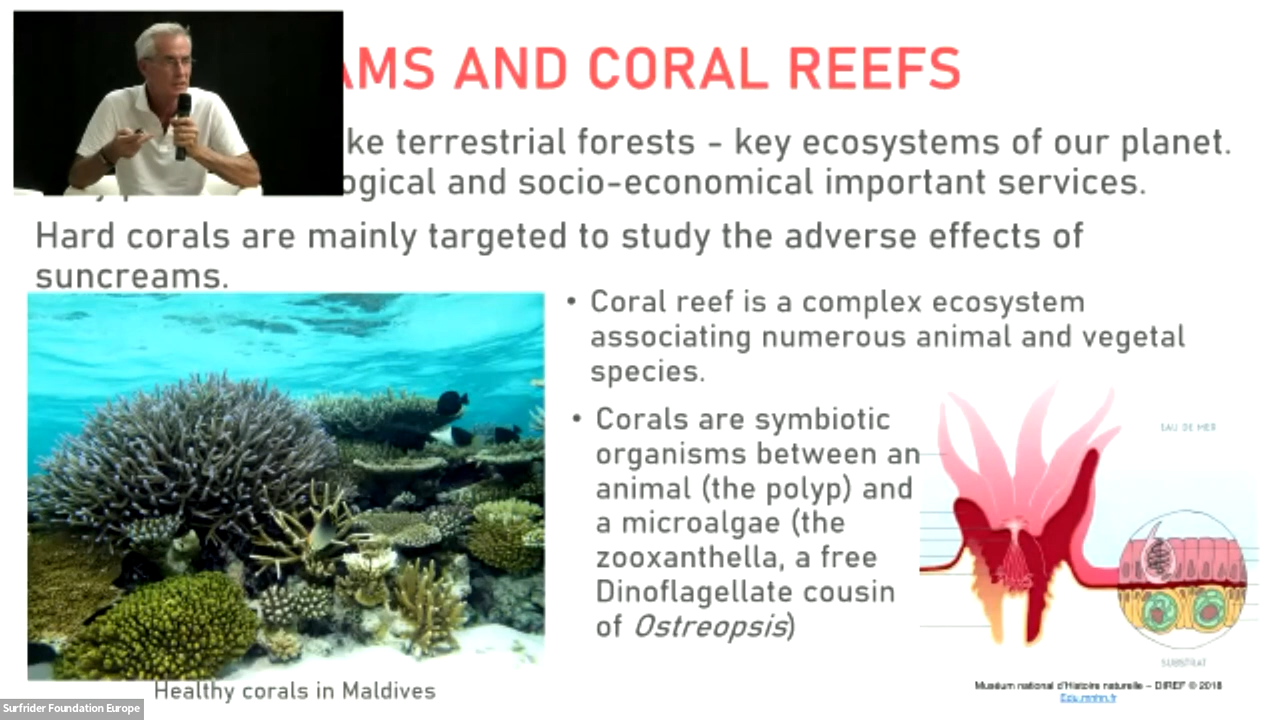 AMS AND CORAL REEFS
ke terrestrial forests - key ecosystems of our planet.
ogical and socio-economical important services.
Hard corals are mainly targeted to study the adverse effects of
suncreams.
• Coral reef is a complex ecosystem
associating numerous animal and vegetal
species.
• Corals are symbiotic
organisms between an
animal (the polyp) and
a microalgae (the
zooxanthella, a free
Dinoflagellate cousin
of Ostreopsis)
EAU DE MER
SUBSTRAT
Healthy corals in Maldives
Muséum national d'Histoire naturelle – DIREF © 2018
Edu.mnhn.fr
Surfrider Foundation Europe